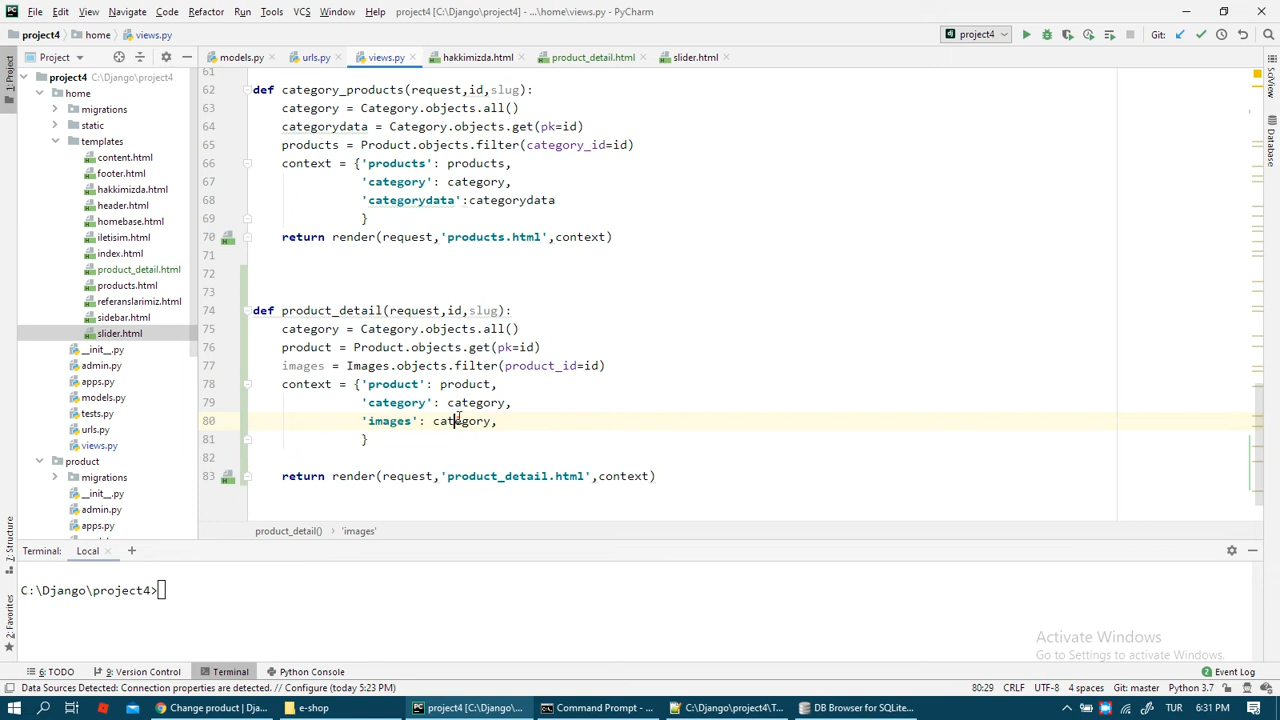 File Edit View Navigate Code Refactor Run Tools VCS Window Help project4 [C:\Django\project4] - ...\home\views.py - PyCharm
project4 home views.py project4 Git:
Project
models.py urls.py views.py hakkimizda.html product_detail.html slider.html
1: Project
SciView
Database
7: Structure
2: Favorites
project4 C:\Django\project4
home
migrations
static
templates
content.html
footer.html
hakkimizda.html
header.html
homebase.html
iletisim.html
index.html
product_detail.html
products.html
referanslarimiz.html
sidebar.html
slider.html
__init__.py
admin.py
apps.py
models.py
tests.py
urls.py
views.py
product
migrations
__init__.py
admin.py
apps.py
61
62 def category_products(request,id,slug):
63 category = Category.objects.all()
64 categorydata = Category.objects.get(pk=id)
65 products = Product.objects.filter(category_id=id)
66 context = {'products': products,
67 'category': category,
68 'categorydata':categorydata
69 }
70 return render(request,'products.html',context)
71
72
73
74 def product_detail(request,id,slug):
75 category = Category.objects.all()
76 product = Product.objects.get(pk=id)
77 images = Images.objects.filter(product_id=id)
78 context = {'product': product,
79 'category': category,
80 'images': category,
81 }
82
83 return render(request,'product_detail.html',context)
product_detail() 'images'
Terminal: Local
C:\Django\project4>
Activate Windows
Go to Settings to activate Windows.
6: TODO 9: Version Control Terminal Python Console Event Log
Data Sources Detected: Connection properties are detected. // Configure (today 5:23 PM) 80:29 CRLF UTF-8 4 spaces Git: master Python 3.7
Change product | Dj... e-shop project4 [C:\Django\... Command Prompt - ... C:\Django\project4\T... DB Browser for SQLite... TUR 6:31 PM